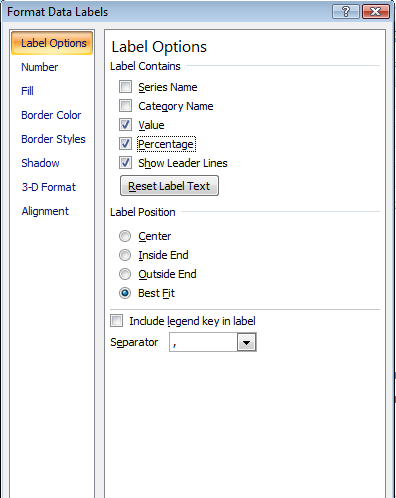 Format Data Labels
Label Options
Number
Fill
Border Color
Border Styles
Shadow
3-D Format
Alignment
Label Options
Label Contains
Series Name
Category Name
Value
Percentage
Show Leader Lines
Reset Label Text
Label Position
Center
Inside End
Outside End
Best Fit
Include legend key in label
Separator ,